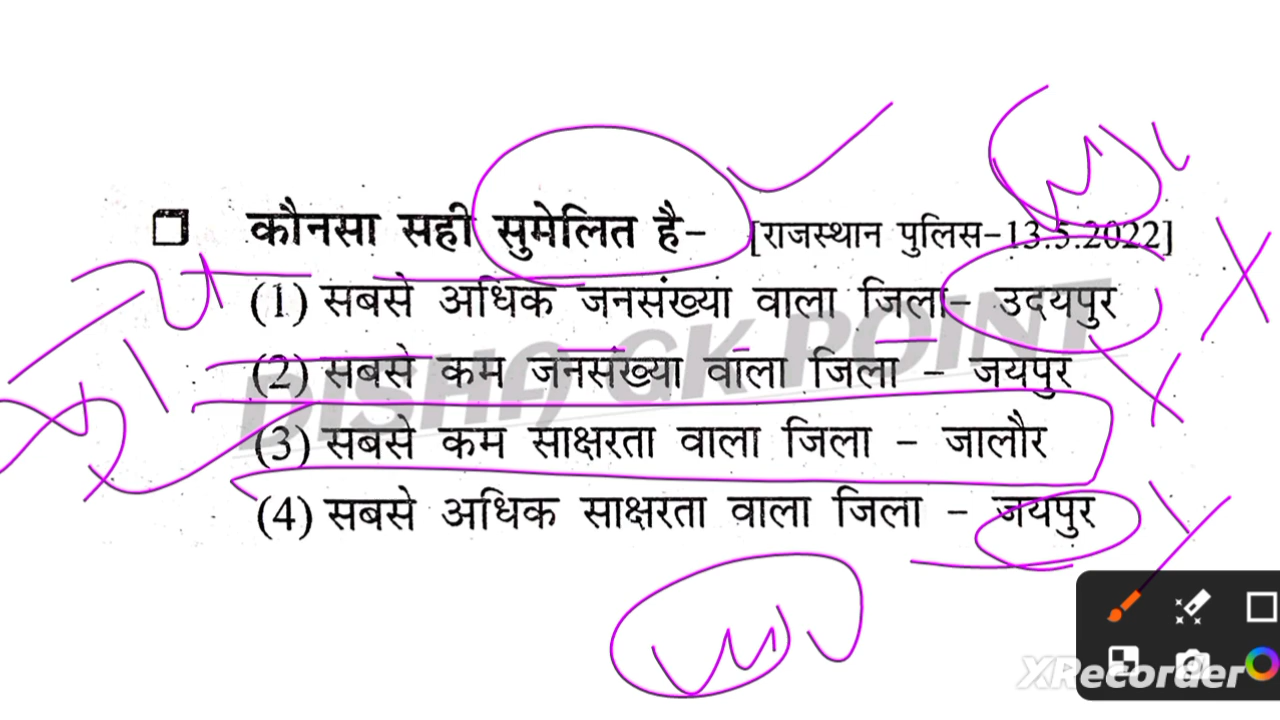 कौनसा सही सुमेलित है- [राजस्थान पुलिस-13.5.2022]
(1) सबसे अधिक जनसंख्या वाला जिला- उदयपुर
(2) सबसे कम जनसंख्या वाला जिला - जयपुर
(3) सबसे कम साक्षरता वाला जिला - जालौर
(4) सबसे अधिक साक्षरता वाला जिला - जयपुर
DISHA GK POINT
XRecorder